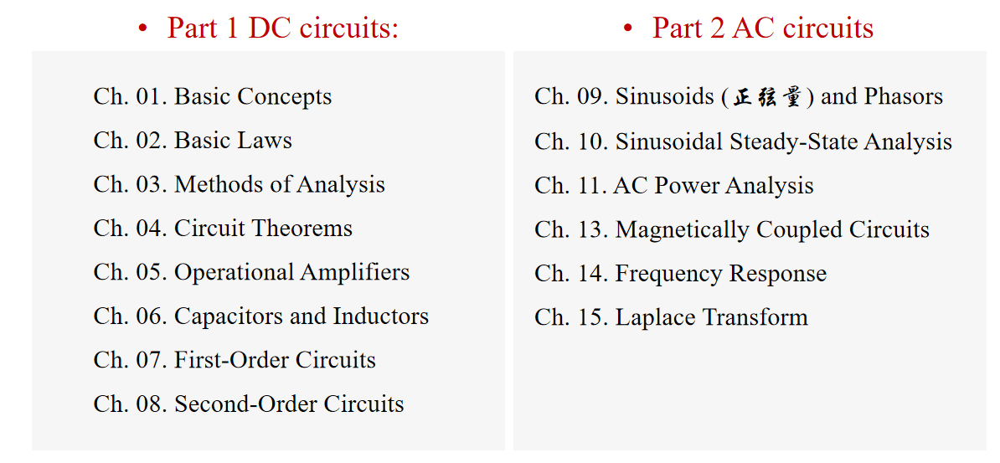 • Part 1 DC circuits:
Ch. 01. Basic Concepts
Ch. 02. Basic Laws
Ch. 03. Methods of Analysis
Ch. 04. Circuit Theorems
Ch. 05. Operational Amplifiers
Ch. 06. Capacitors and Inductors
Ch. 07. First-Order Circuits
Ch. 08. Second-Order Circuits
• Part 2 AC circuits
Ch. 09. Sinusoids (正弦量) and Phasors
Ch. 10. Sinusoidal Steady-State Analysis
Ch. 11. AC Power Analysis
Ch. 13. Magnetically Coupled Circuits
Ch. 14. Frequency Response
Ch. 15. Laplace Transform